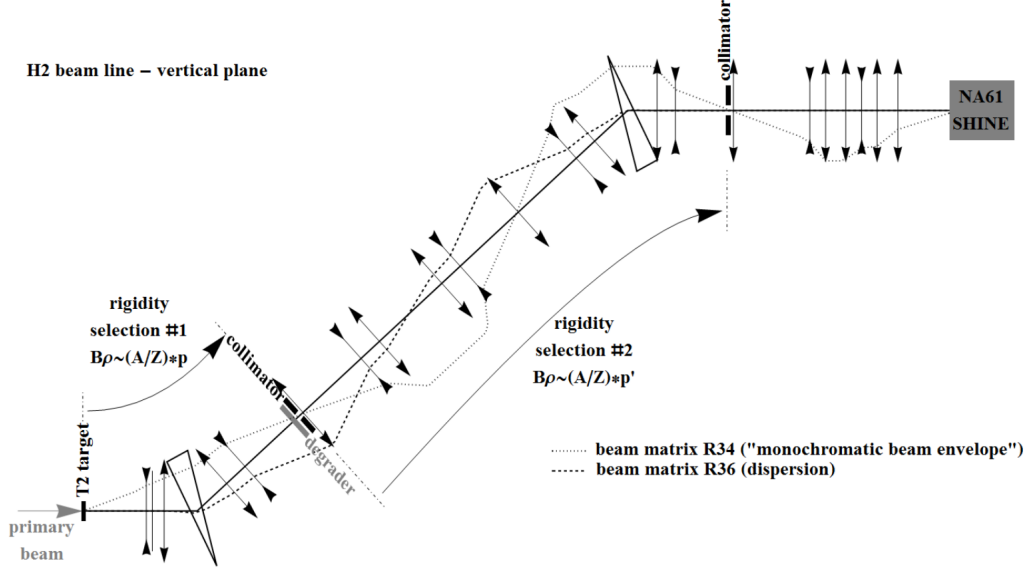 H2 beam line – vertical plane
collimator
NA61
SHINE
rigidity
selection #1
Bρ~(A/Z)*p
collimator
degrader
rigidity
selection #2
Bρ~(A/Z)*p'
T2 target
primary
beam
beam matrix R34 ("monochromatic beam envelope")
beam matrix R36 (dispersion)